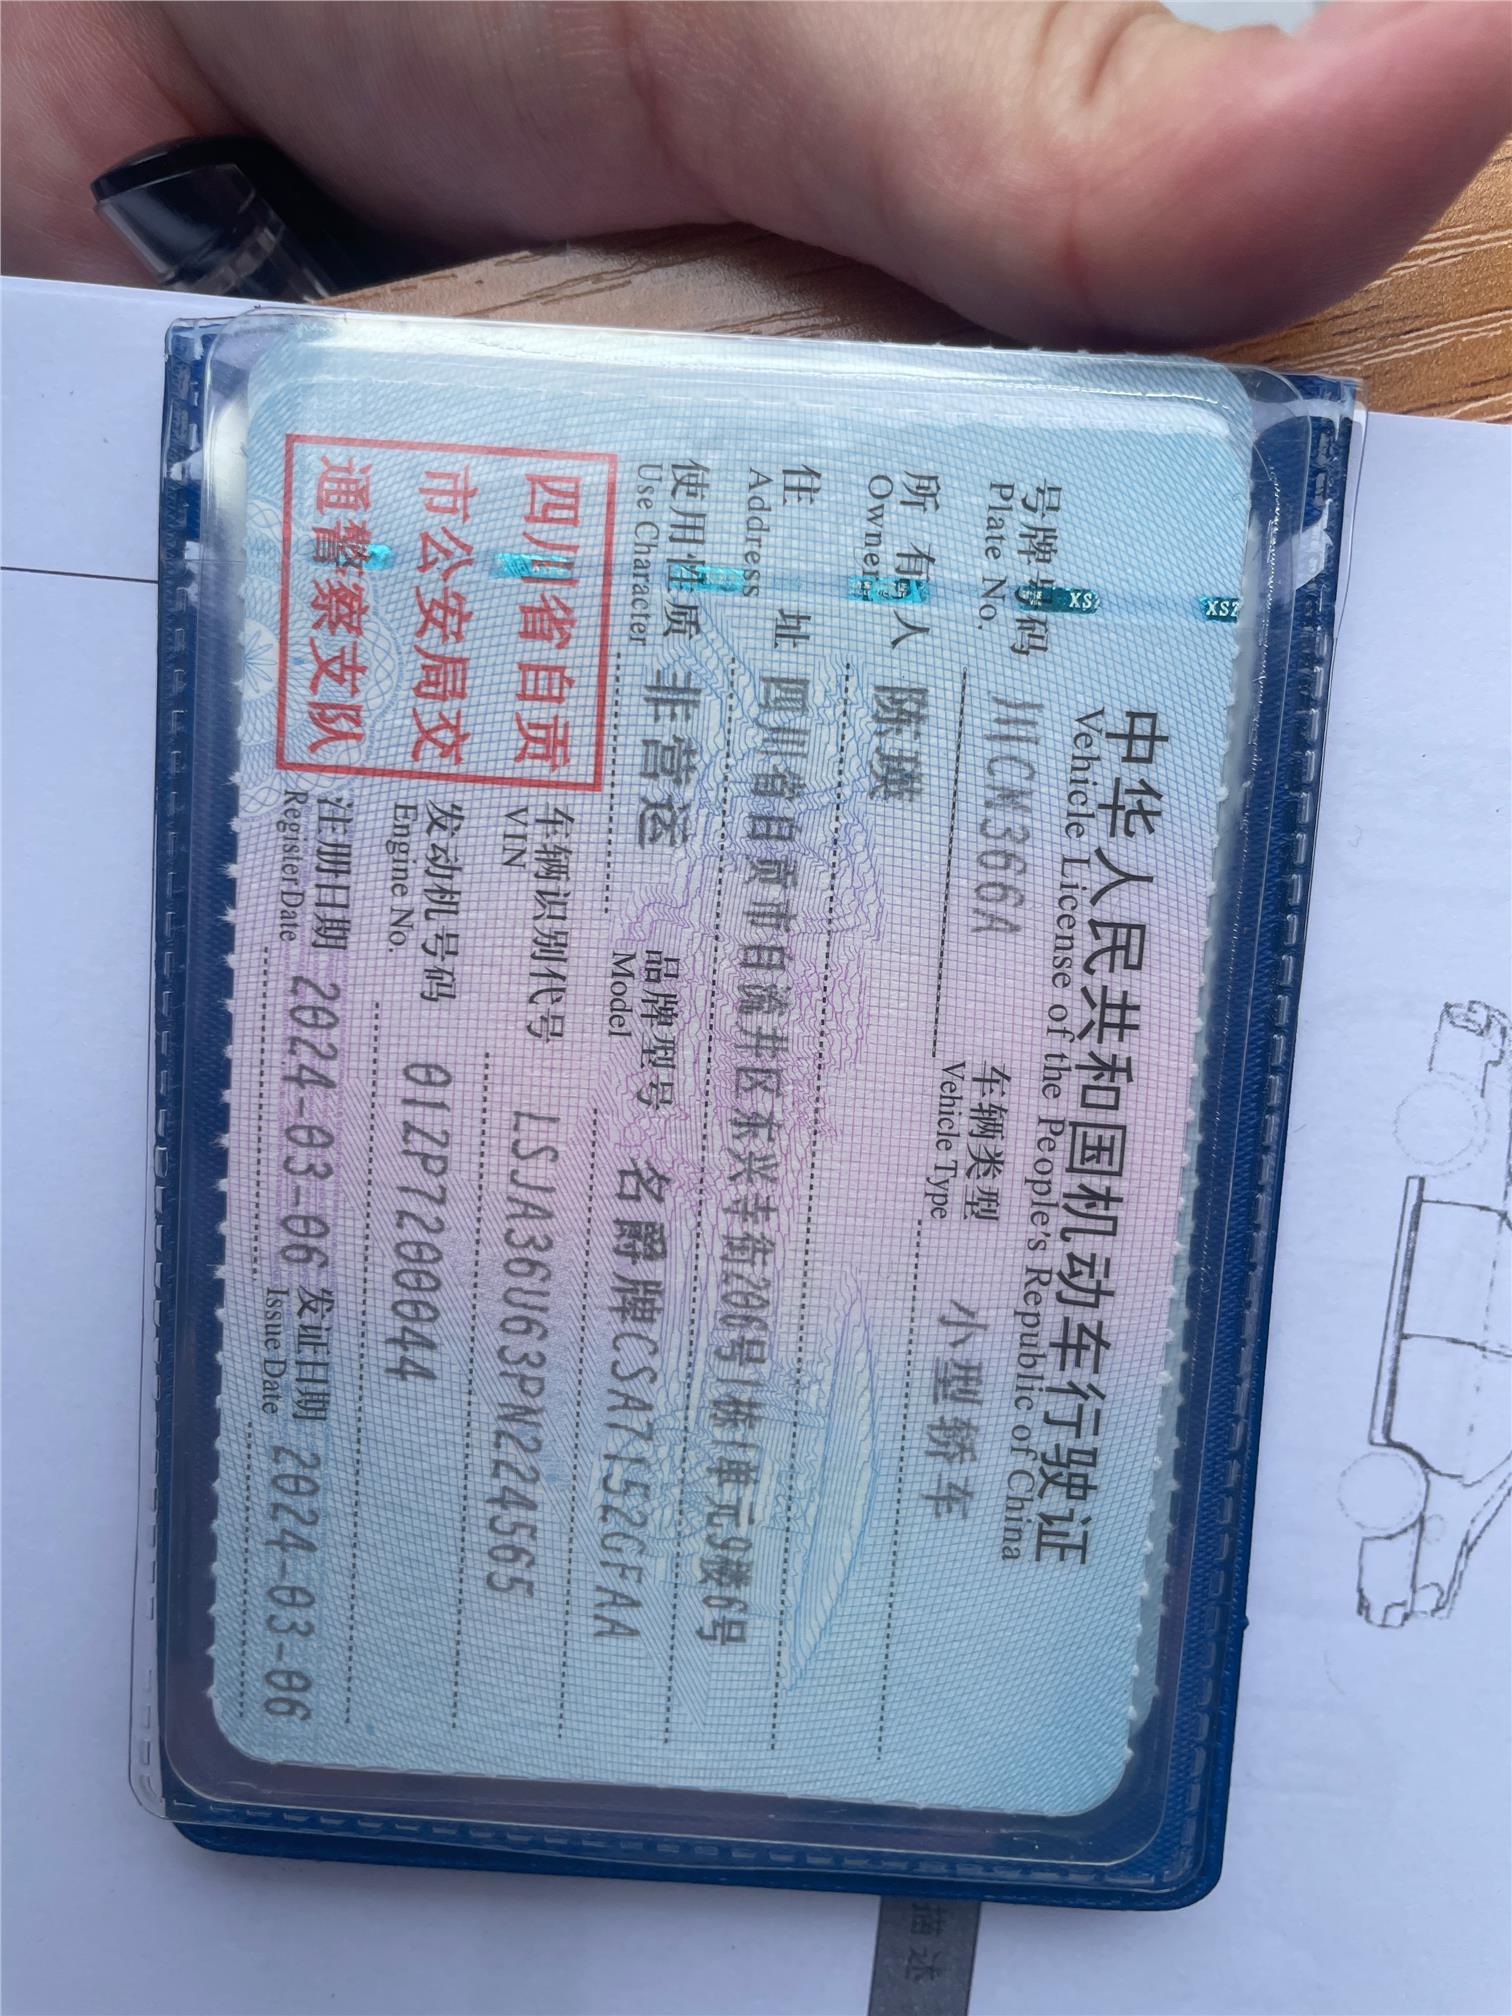 中华人民共和国机动车行驶证
Vehicle License of the People's Republic of China
号牌号码 川CW366A 车辆类型 小型轿车
Plate No. Vehicle Type
所有人 陈瑛
Owner
住址 四川省自贡市自流井区东兴寺街206号1栋1单元9楼6号
Address
使用性质 非营运 品牌型号 名爵牌CSA7152GFAA
Use Character Model
四川省自贡
市公安局交
通警察支队
车辆识别代号 LSJA36U63PN224565
VIN
发动机号码 012P7200044
Engine No.
注册日期 2024-03-06 发证日期 2024-03-06
Register Date Issue Date
描述